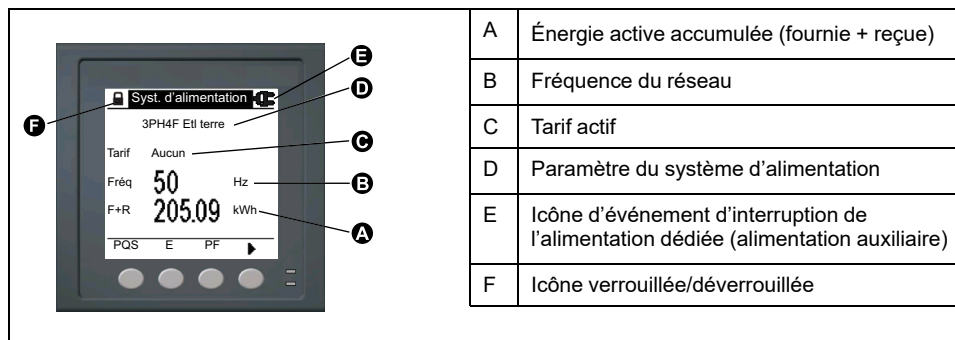 Syst. d'alimentation
3PH4F Etl terre
Tarif Aucun
Fréq 50 Hz
F+R 205.09 kWh
PQS E PF
E
D
F
C
B
A
A Énergie active accumulée (fournie + reçue)
B Fréquence du réseau
C Tarif actif
D Paramètre du système d'alimentation
E Icône d'événement d'interruption de
l'alimentation dédiée (alimentation auxiliaire)
F Icône verrouillée/déverrouillée